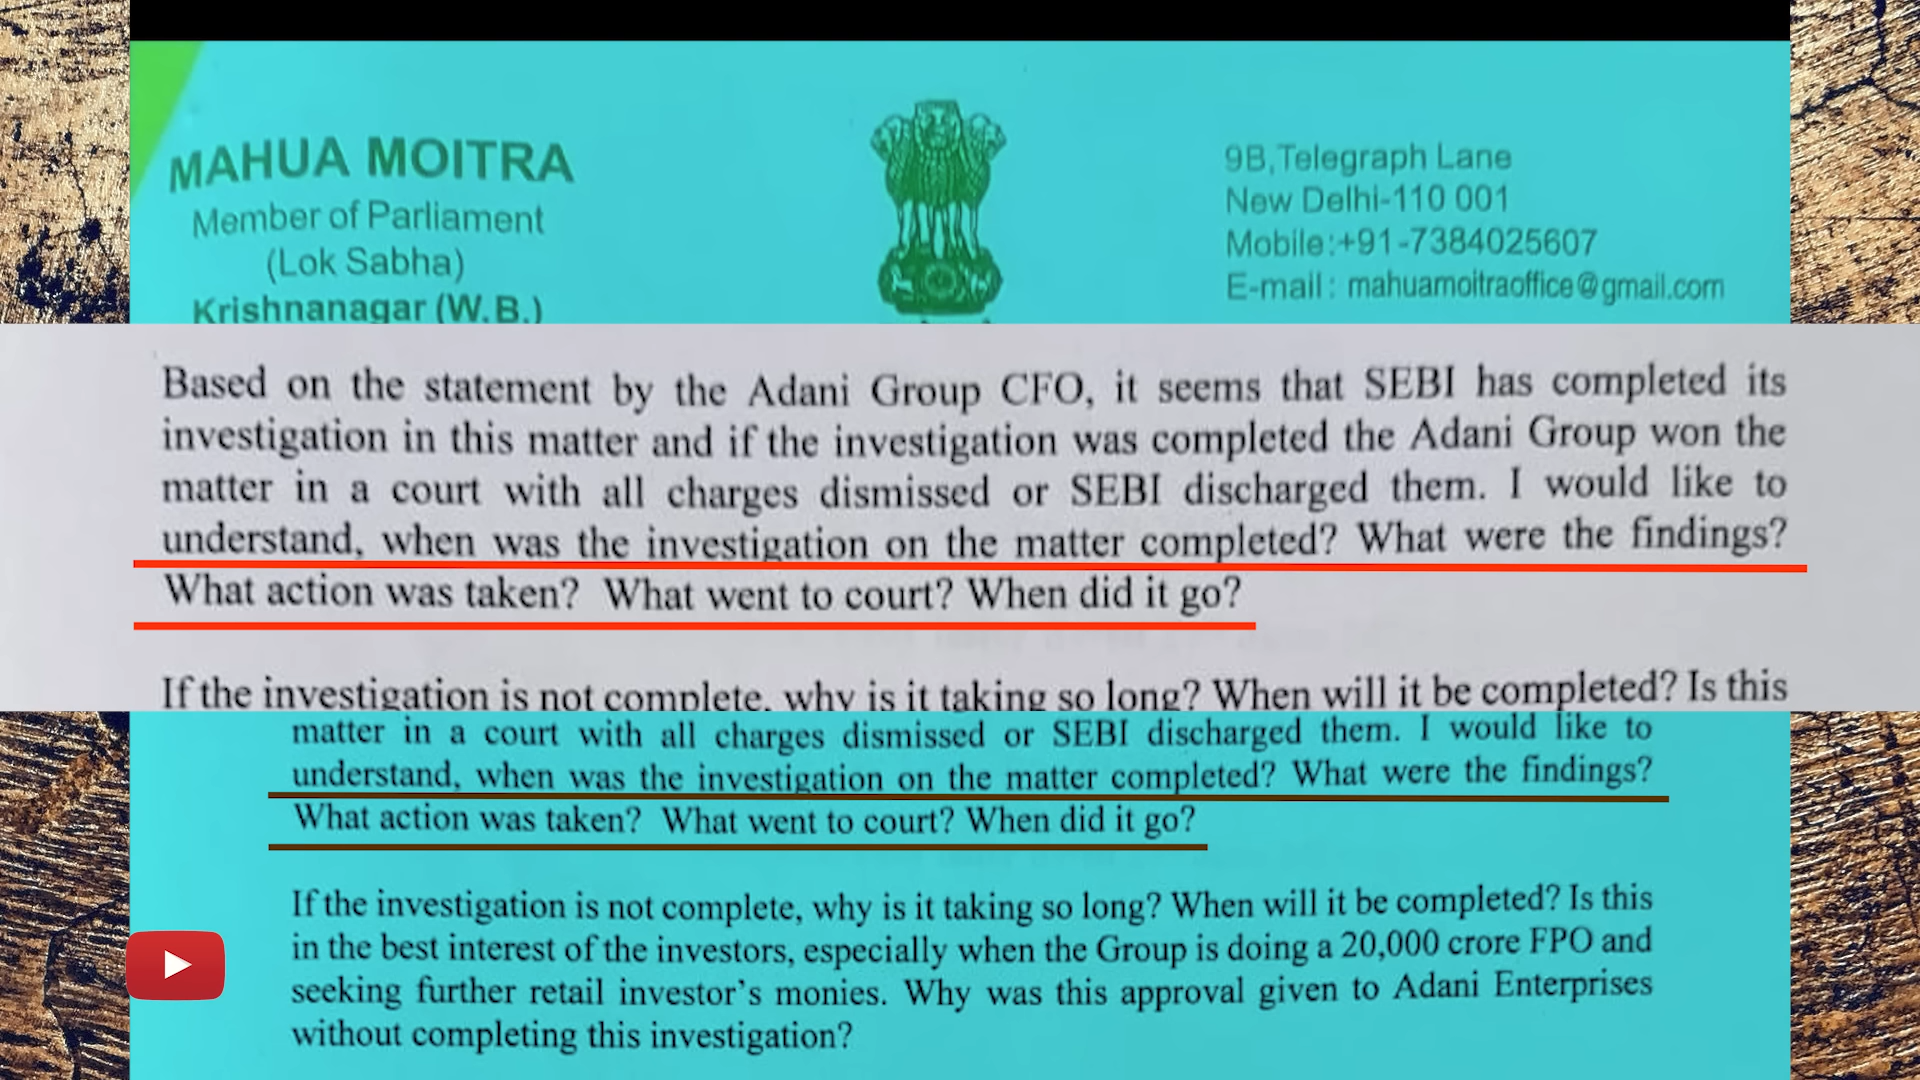 MAHUA MOITRA
Member of Parliament
(Lok Sabha)
Krishnanagar (W.B.)
9B, Telegraph Lane
New Delhi-110 001
Mobile:+91-7384025607
E-mail : mahuamoitraoffice@gmail.com
Based on the statement by the Adani Group CFO, it seems that SEBI has completed its
investigation in this matter and if the investigation was completed the Adani Group won the
matter in a court with all charges dismissed or SEBI discharged them. I would like to
understand, when was the investigation on the matter completed? What were the findings?
What action was taken? What went to court? When did it go?
If the investigation is not complete, why is it taking so long? When will it be completed? Is this
matter in a court with all charges dismissed or SEBI discharged them. I would like to
understand, when was the investigation on the matter completed? What were the findings?
What action was taken? What went to court? When did it go?
If the investigation is not complete, why is it taking so long? When will it be completed? Is this
in the best interest of the investors, especially when the Group is doing a 20,000 crore FPO and
seeking further retail investor's monies. Why was this approval given to Adani Enterprises
without completing this investigation?